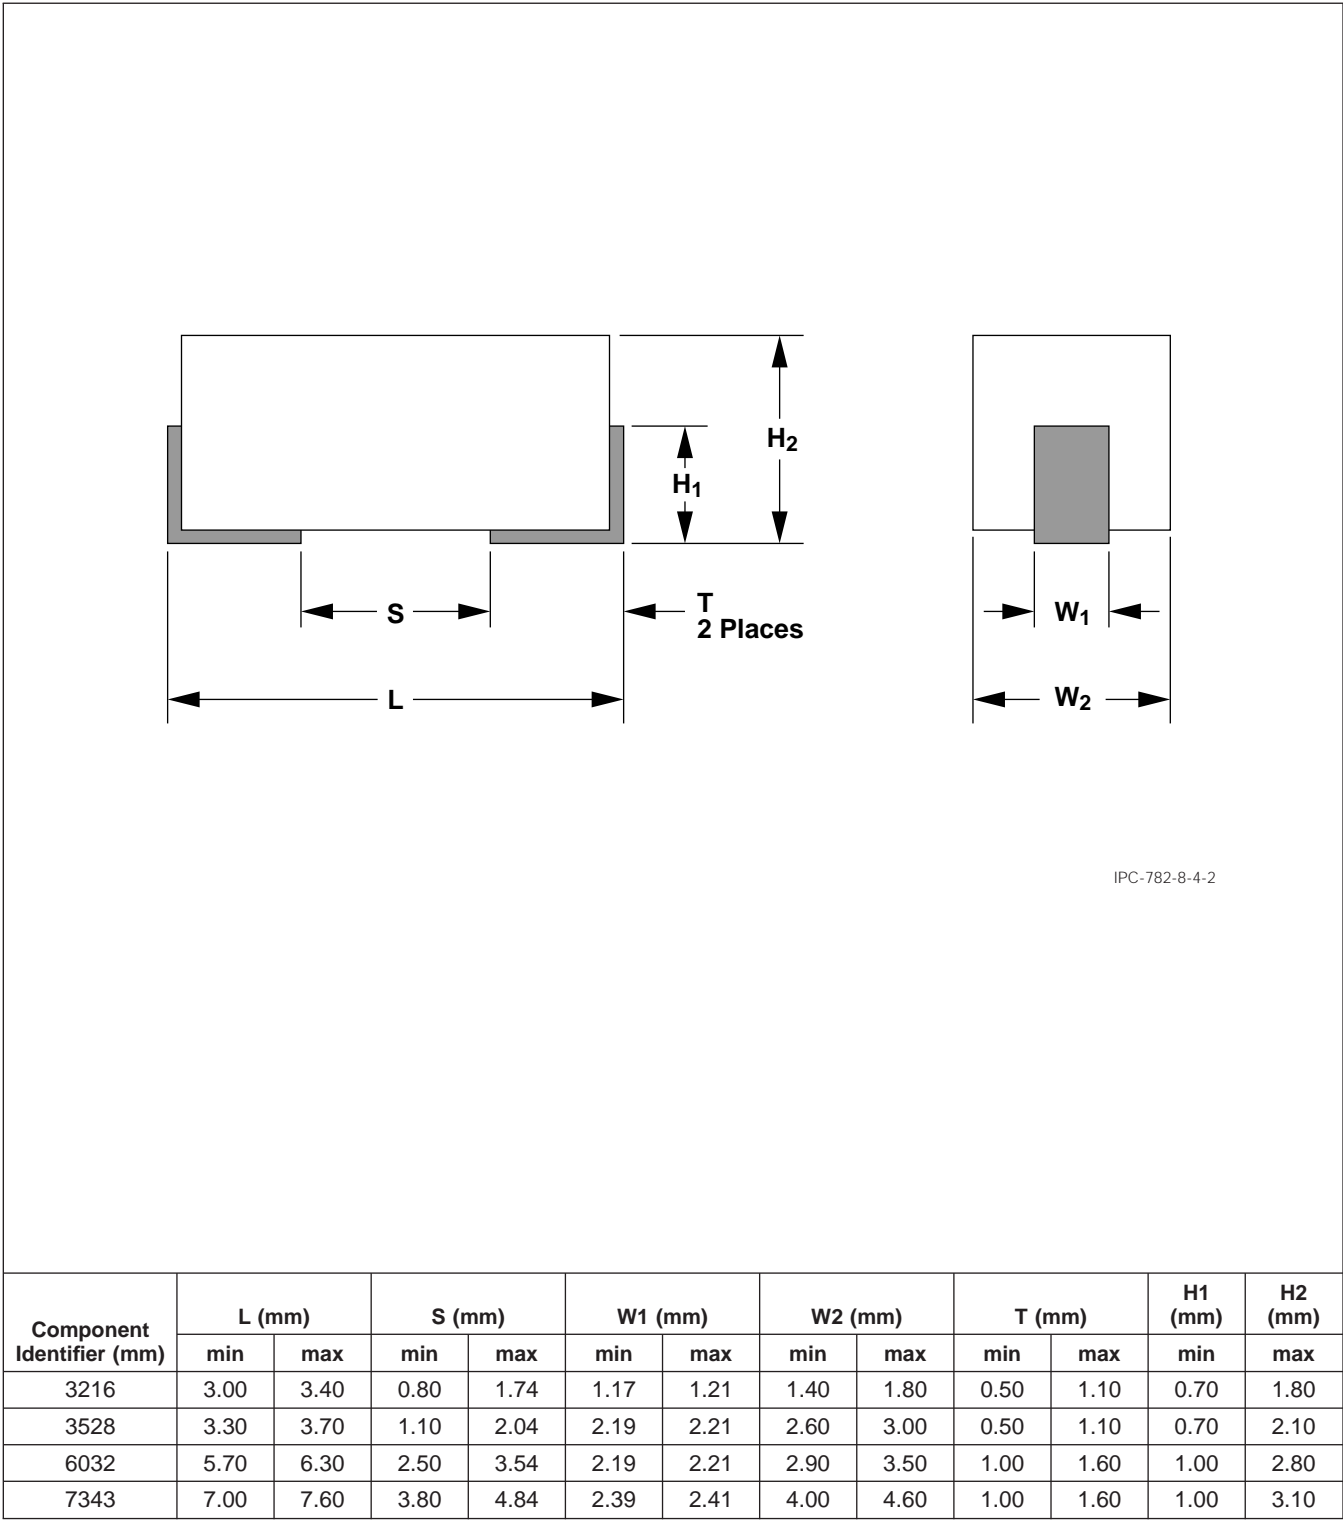 H2
H1
S
T
2 Places
L
W1
W2
IPC-782-8-4-2
Component Identifier (mm) L (mm) S (mm) W1 (mm) W2 (mm) T (mm) H1 (mm) H2 (mm)
min max min max min max min max min max min max
3216 3.00 3.40 0.80 1.74 1.17 1.21 1.40 1.80 0.50 1.10 0.70 1.80
3528 3.30 3.70 1.10 2.04 2.19 2.21 2.60 3.00 0.50 1.10 0.70 2.10
6032 5.70 6.30 2.50 3.54 2.19 2.21 2.90 3.50 1.00 1.60 1.00 2.80
7343 7.00 7.60 3.80 4.84 2.39 2.41 4.00 4.60 1.00 1.60 1.00 3.10